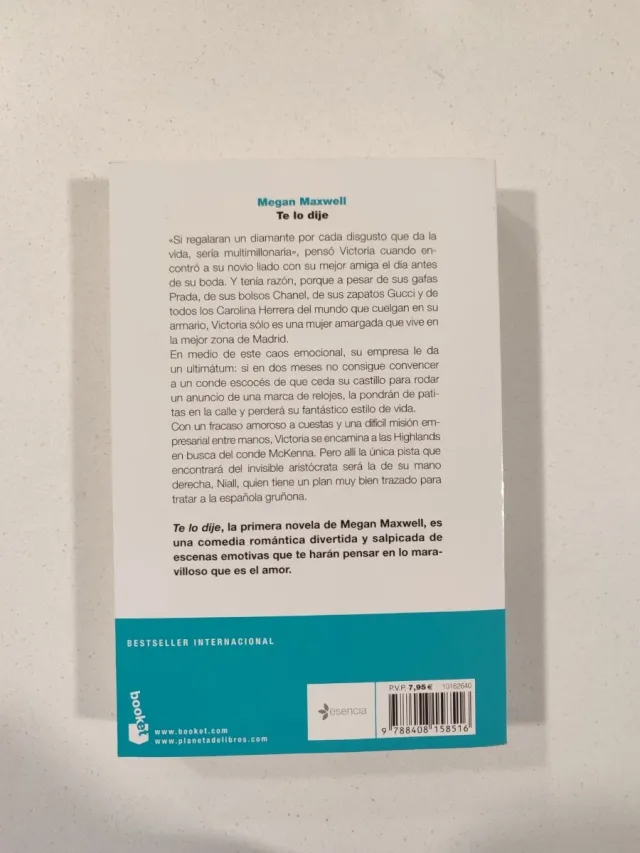 Megan Maxwell
Te lo dije
«Si regalaran un diamante por cada disgusto que da la
vida, sería multimillonaria», pensó Victoria cuando en-
contró a su novio liado con su mejor amiga el día antes
de su boda. Y tenía razón, porque a pesar de sus gafas
Prada, de sus bolsos Chanel, de sus zapatos Gucci y de
todos los Carolina Herrera del mundo que cuelgan en su
armario, Victoria sólo es una mujer amargada que vive en
la mejor zona de Madrid.
En medio de este caos emocional, su empresa le da
un ultimátum: si en dos meses no consigue convencer
a un conde escocés de que ceda su castillo para rodar
un anuncio de una marca de relojes, la pondrán de pati-
tas en la calle y perderá su fantástico estilo de vida.
Con un fracaso amoroso a cuestas y una difícil misión em-
presarial entre manos, Victoria se encamina a las Highlands
en busca del conde McKenna. Pero allí la única pista que
encontrará del invisible aristócrata será la de su mano
derecha, Niall, quien tiene un plan muy bien trazado para
tratar a la española gruñona.
Te lo dije, la primera novela de Megan Maxwell, es
una comedia romántica divertida y salpicada de
escenas emotivas que te harán pensar en lo mara-
villoso que es el amor.
BESTSELLER INTERNACIONAL
booket
www.booket.com
www.planetadelibros.com
esencia
P.V.P. 7,95 € 10162640
9 788408 158516